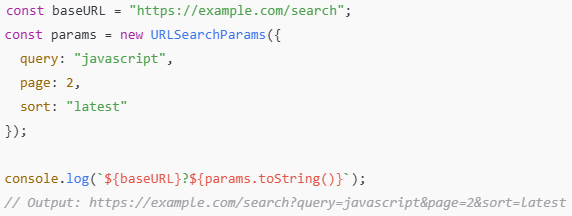 const baseURL = "https://example.com/search";
const params = new URLSearchParams({
  query: "javascript",
  page: 2,
  sort: "latest"
});

console.log(`${baseURL}?${params.toString()}`);
// Output: https://example.com/search?query=javascript&page=2&sort=latest